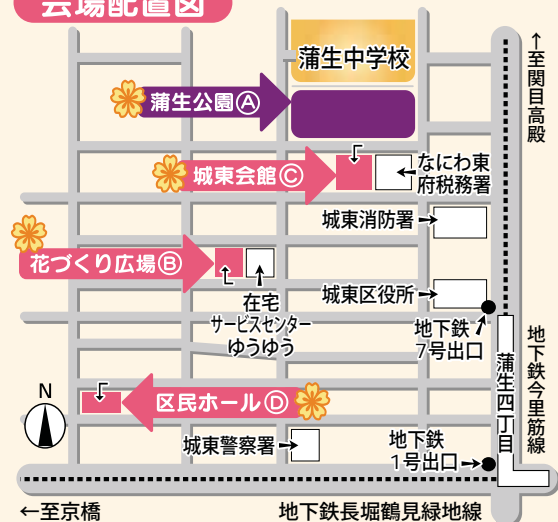 会場配置図
蒲生中学校
↑至関目高殿
蒲生公園Ⓐ
城東会館Ⓒ
なにわ東
府税務署
城東消防署
花づくり広場Ⓑ
在宅
サービスセンター
ゆうゆう
城東区役所
地下鉄
7号出口
蒲生四丁目
地下鉄今里筋線
N
区民ホールⒹ
城東警察署
地下鉄
1号出口
←至京橋
地下鉄長堀鶴見緑地線